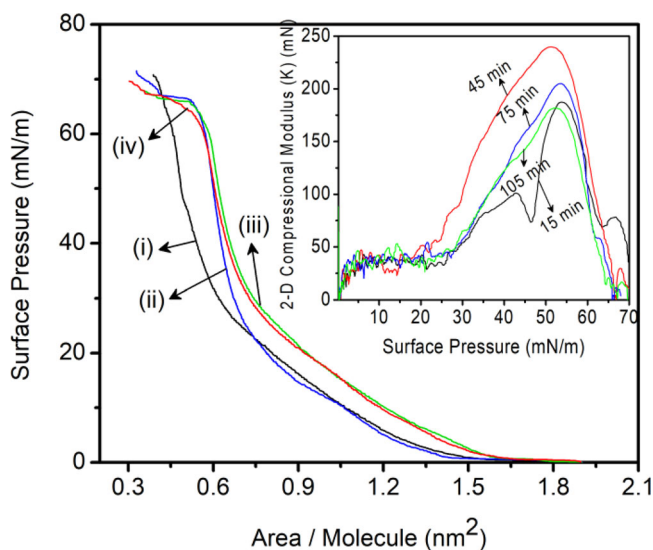 Surface Pressure (mN/m)
80
60
40
20
0
0.3 0.6 0.9 1.2 1.5 1.8 2.1
Area / Molecule (nm²)
(iv)
(i)
(ii)
(iii)
2-D Compressional Modulus (K) (mN)
250
200
150
100
50
0
10 20 30 40 50 60 70
Surface Pressure (mN/m)
45 min
75 min
105 min
15 min